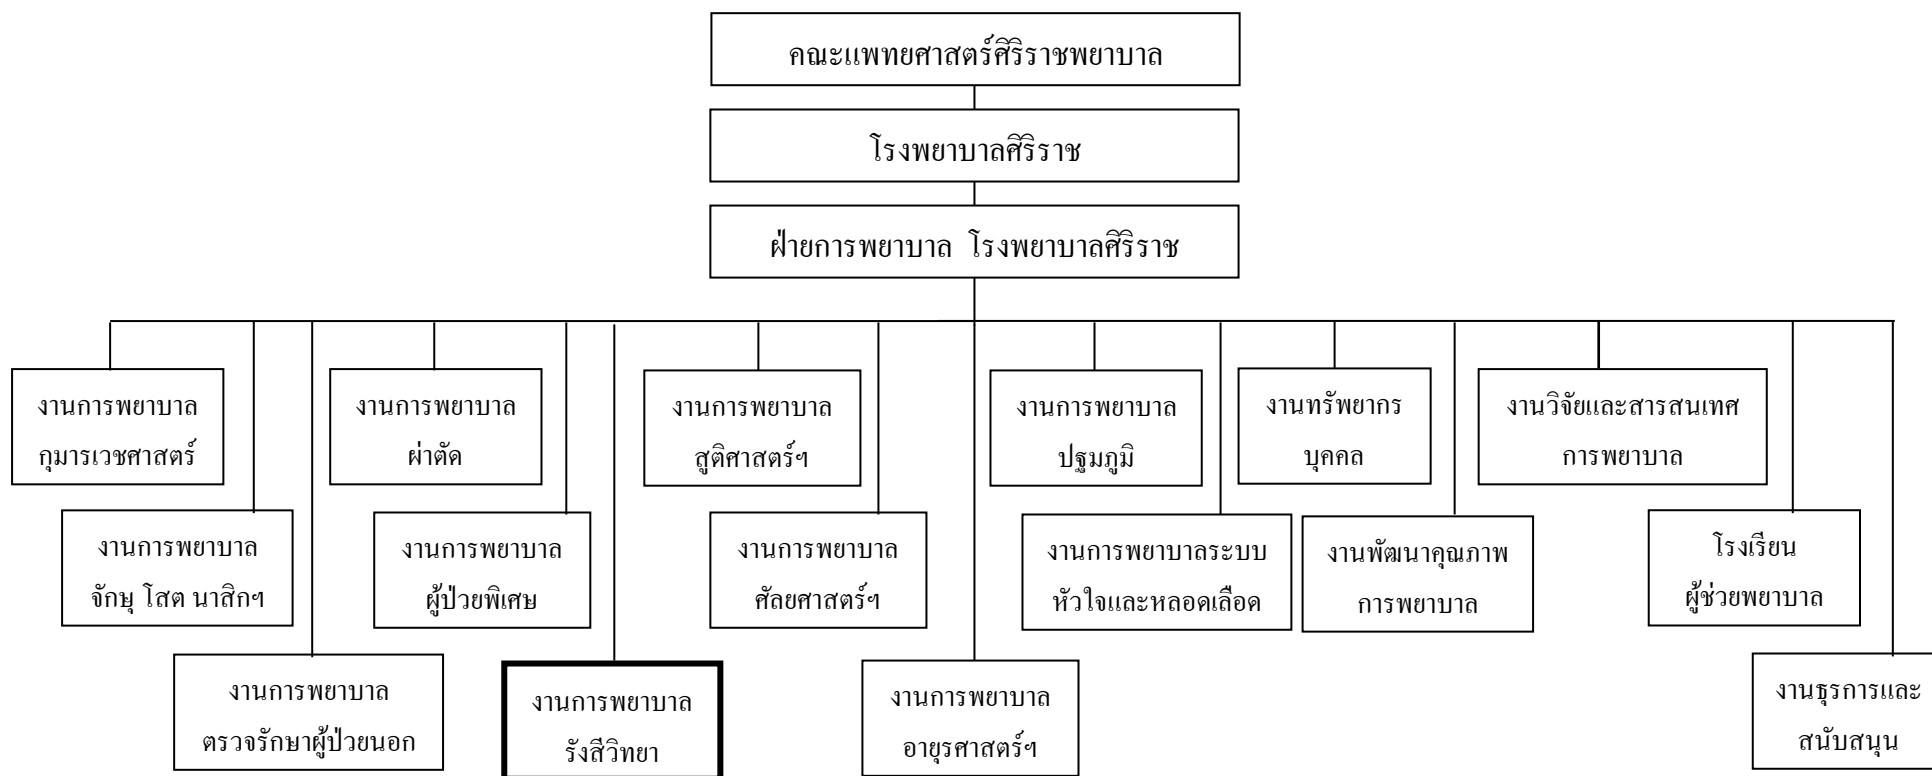 คณะแพทยศาสตร์ศิริราชพยาบาล
โรงพยาบาลศิริราช
ฝ่ายการพยาบาล โรงพยาบาลศิริราช
งานการพยาบาล
กุมารเวชศาสตร์
งานการพยาบาล
ผ่าตัด
งานการพยาบาล
สูติศาสตร์ฯ
งานการพยาบาล
ปฐมภูมิ
งานทรัพยากร
บุคคล
งานวิจัยและสารสนเทศ
การพยาบาล
งานการพยาบาล
จักษุ โสต นาสิกฯ
งานการพยาบาล
ผู้ป่วยพิเศษ
งานการพยาบาล
ศัลยศาสตร์ฯ
งานการพยาบาลระบบ
หัวใจและหลอดเลือด
งานพัฒนาคุณภาพ
การพยาบาล
โรงเรียน
ผู้ช่วยพยาบาล
งานการพยาบาล
ตรวจรักษาผู้ป่วยนอก
งานการพยาบาล
รังสีวิทยา
งานการพยาบาล
อายุรศาสตร์ฯ
งานธุรการและ
สนับสนุน